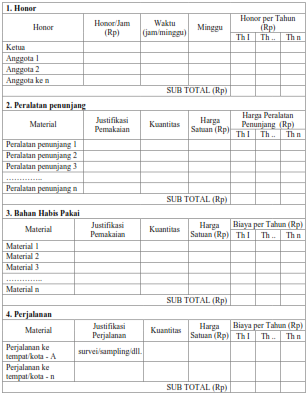 1. Honor
Honor Honor/Jam (Rp) Waktu (jam/minggu) Minggu Honor per Tahun (Rp)
Th I Th .. Th n
Ketua
Anggota 1
Anggota 2
Anggota ke n
SUB TOTAL (Rp)
2. Peralatan penunjang
Material Justifikasi Pemakaian Kuantitas Harga Satuan (Rp) Harga Peralatan Penunjang (Rp)
Th I Th .. Th n
Peralatan penunjang 1
Peralatan penunjang 2
Peralatan penunjang 3
..............
Peralatan penunjang n
SUB TOTAL (Rp)
3. Bahan Habis Pakai
Material Justifikasi Pemakaian Kuantitas Harga Satuan (Rp) Biaya per Tahun (Rp)
Th I Th .. Th n
Material 1
Material 2
Material 3
..............
Material n
SUB TOTAL (Rp)
4. Perjalanan
Material Justifikasi Perjalanan Kuantitas Harga Satuan (Rp) Biaya per Tahun (Rp)
Th I Th .. Th n
Perjalanan ke tempat/kota - A survei/sampling/dll.
Perjalanan ke tempat/kota - n
SUB TOTAL (Rp)